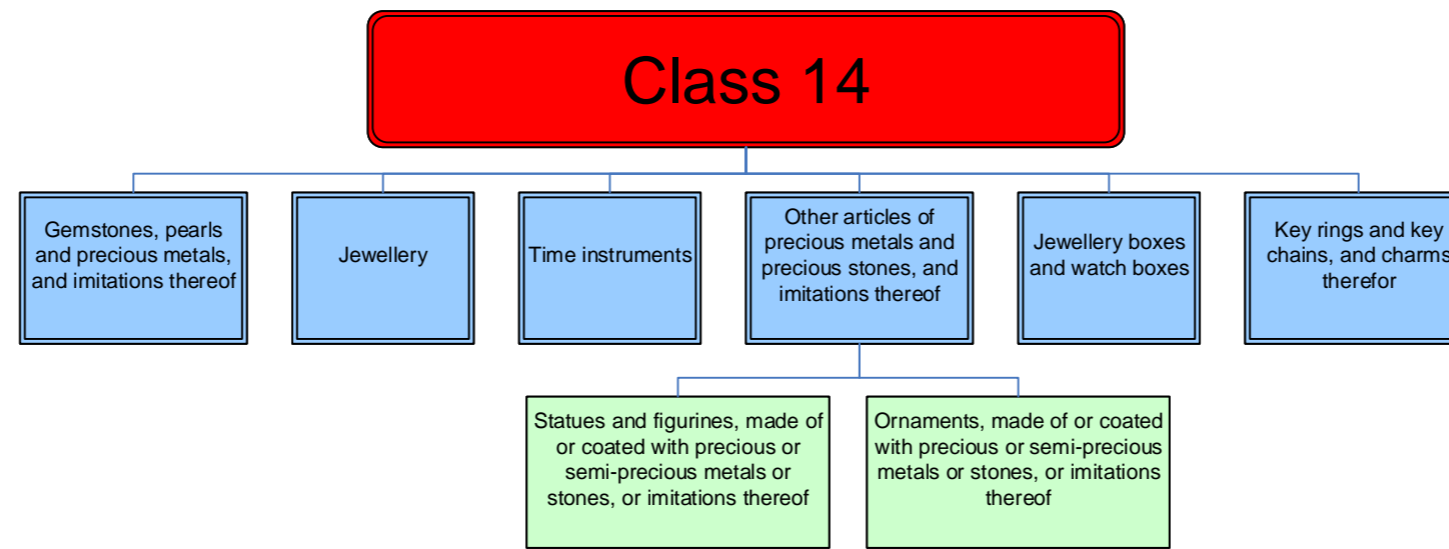 Class 14
Gemstones, pearls
and precious metals,
and imitations thereof
Jewellery
Time instruments
Other articles of
precious metals and
precious stones, and
imitations thereof
Jewellery boxes
and watch boxes
Key rings and key
chains, and charms
therefor
Statues and figurines, made of
or coated with precious or
semi-precious metals or
stones, or imitations thereof
Ornaments, made of or coated
with precious or semi-precious
metals or stones, or imitations
thereof